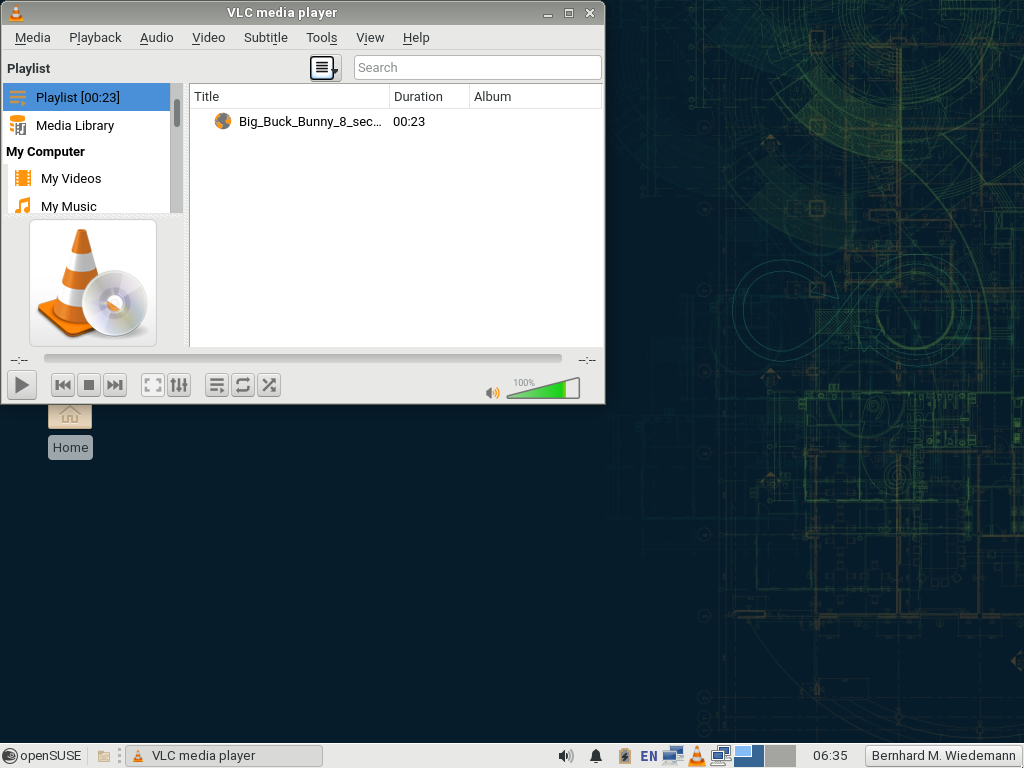 VLC media player
Media Playback Audio Video Subtitle Tools View Help
Playlist
Search
Playlist [00:23]
Media Library
My Computer
My Videos
My Music
Title Duration Album
Big_Buck_Bunny_8_sec... 00:23
--:-- --:--
100%
Home
openSUSE
VLC media player
EN
06:35
Bernhard M. Wiedemann